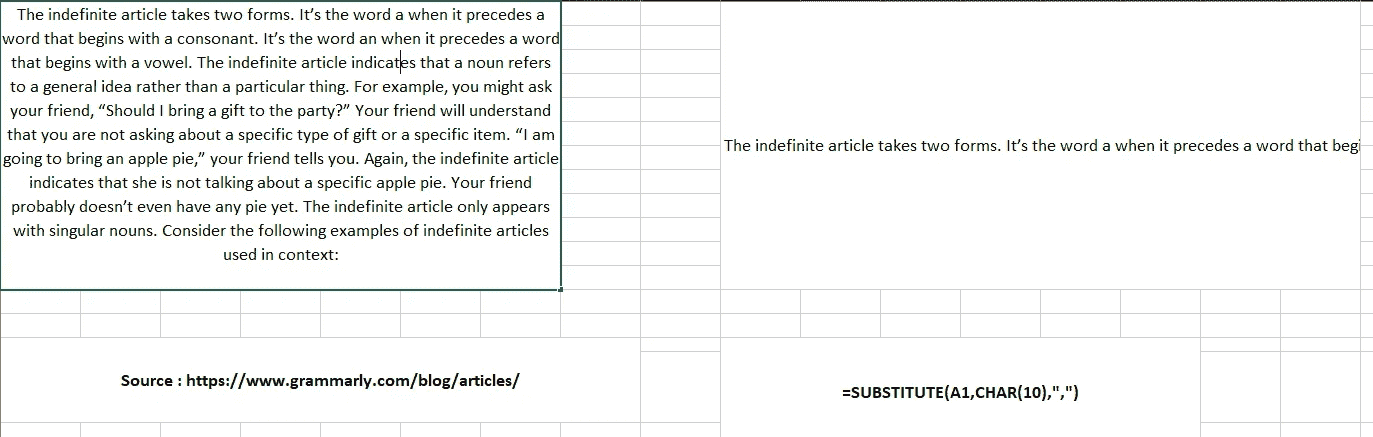 The indefinite article takes two forms. It’s the word a when it precedes a
word that begins with a consonant. It’s the word an when it precedes a word
that begins with a vowel. The indefinite article indicates that a noun refers
to a general idea rather than a particular thing. For example, you might ask
your friend, “Should I bring a gift to the party?” Your friend will understand
that you are not asking about a specific type of gift or a specific item. “I am
going to bring an apple pie,” your friend tells you. Again, the indefinite article
indicates that she is not talking about a specific apple pie. Your friend
probably doesn’t even have any pie yet. The indefinite article only appears
with singular nouns. Consider the following examples of indefinite articles
used in context:
The indefinite article takes two forms. It’s the word a when it precedes a word that begi
Source : https://www.grammarly.com/blog/articles/
=SUBSTITUTE(A1,CHAR(10),",")